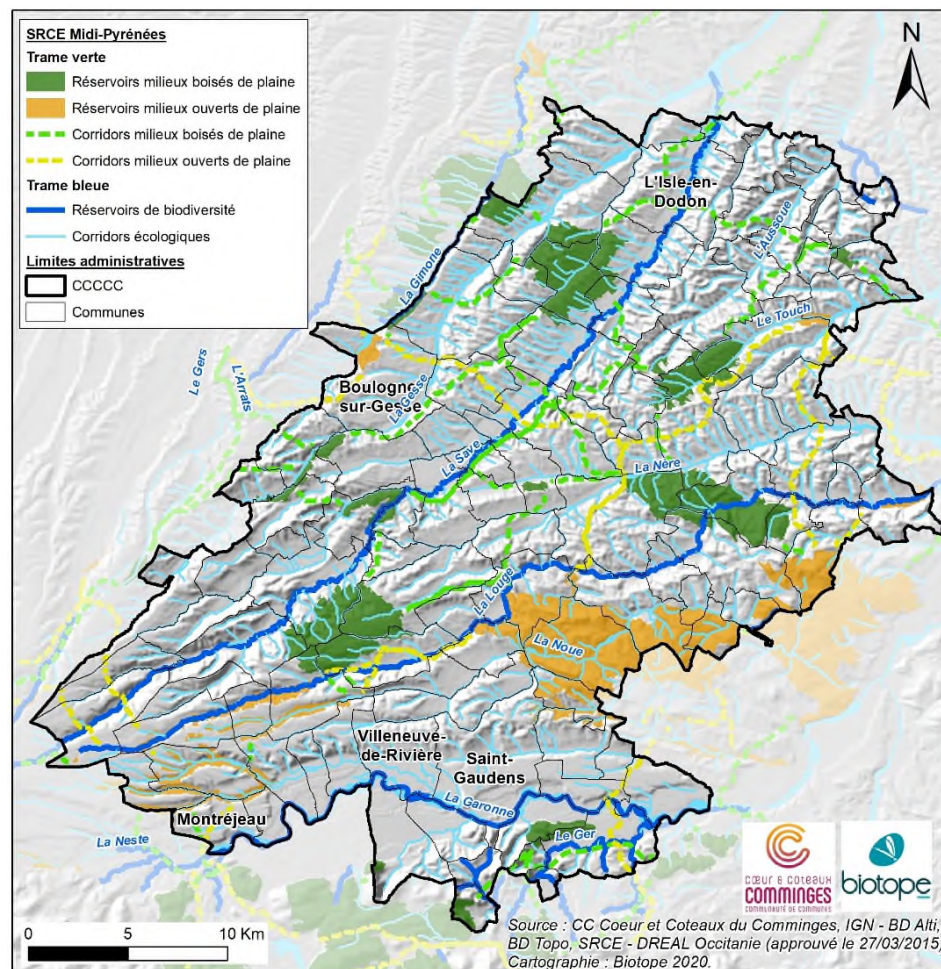 SRCE Midi-Pyrénées
Trame verte
Réservoirs milieux boisés de plaine
Réservoirs milieux ouverts de plaine
Corridors milieux boisés de plaine
Corridors milieux ouverts de plaine
Trame bleue
Réservoirs de biodiversité
Corridors écologiques
Limites administratives
CCCCC
Communes
N
L'Isle-en-
Dodon
L'Aussoue
La Gimone
Le Touch
Le Gers
L'Arrats
Boulogne-
sur-Gesse
La Gesse
La Save
La Nère
La Louge
La Noue
Villeneuve-
de-Rivière
Saint-
Gaudens
La Garonne
Montréjeau
La Neste
Le Ger
CŒUR & COTEAUX
COMMINGES
COMMUNAUTÉ DE COMMUNES
biotope
0 5 10 Km
Source : CC Coeur et Coteaux du Comminges, IGN - BD Alti,
BD Topo, SRCE - DREAL Occitanie (approuvé le 27/03/2015)
Cartographie : Biotope 2020.